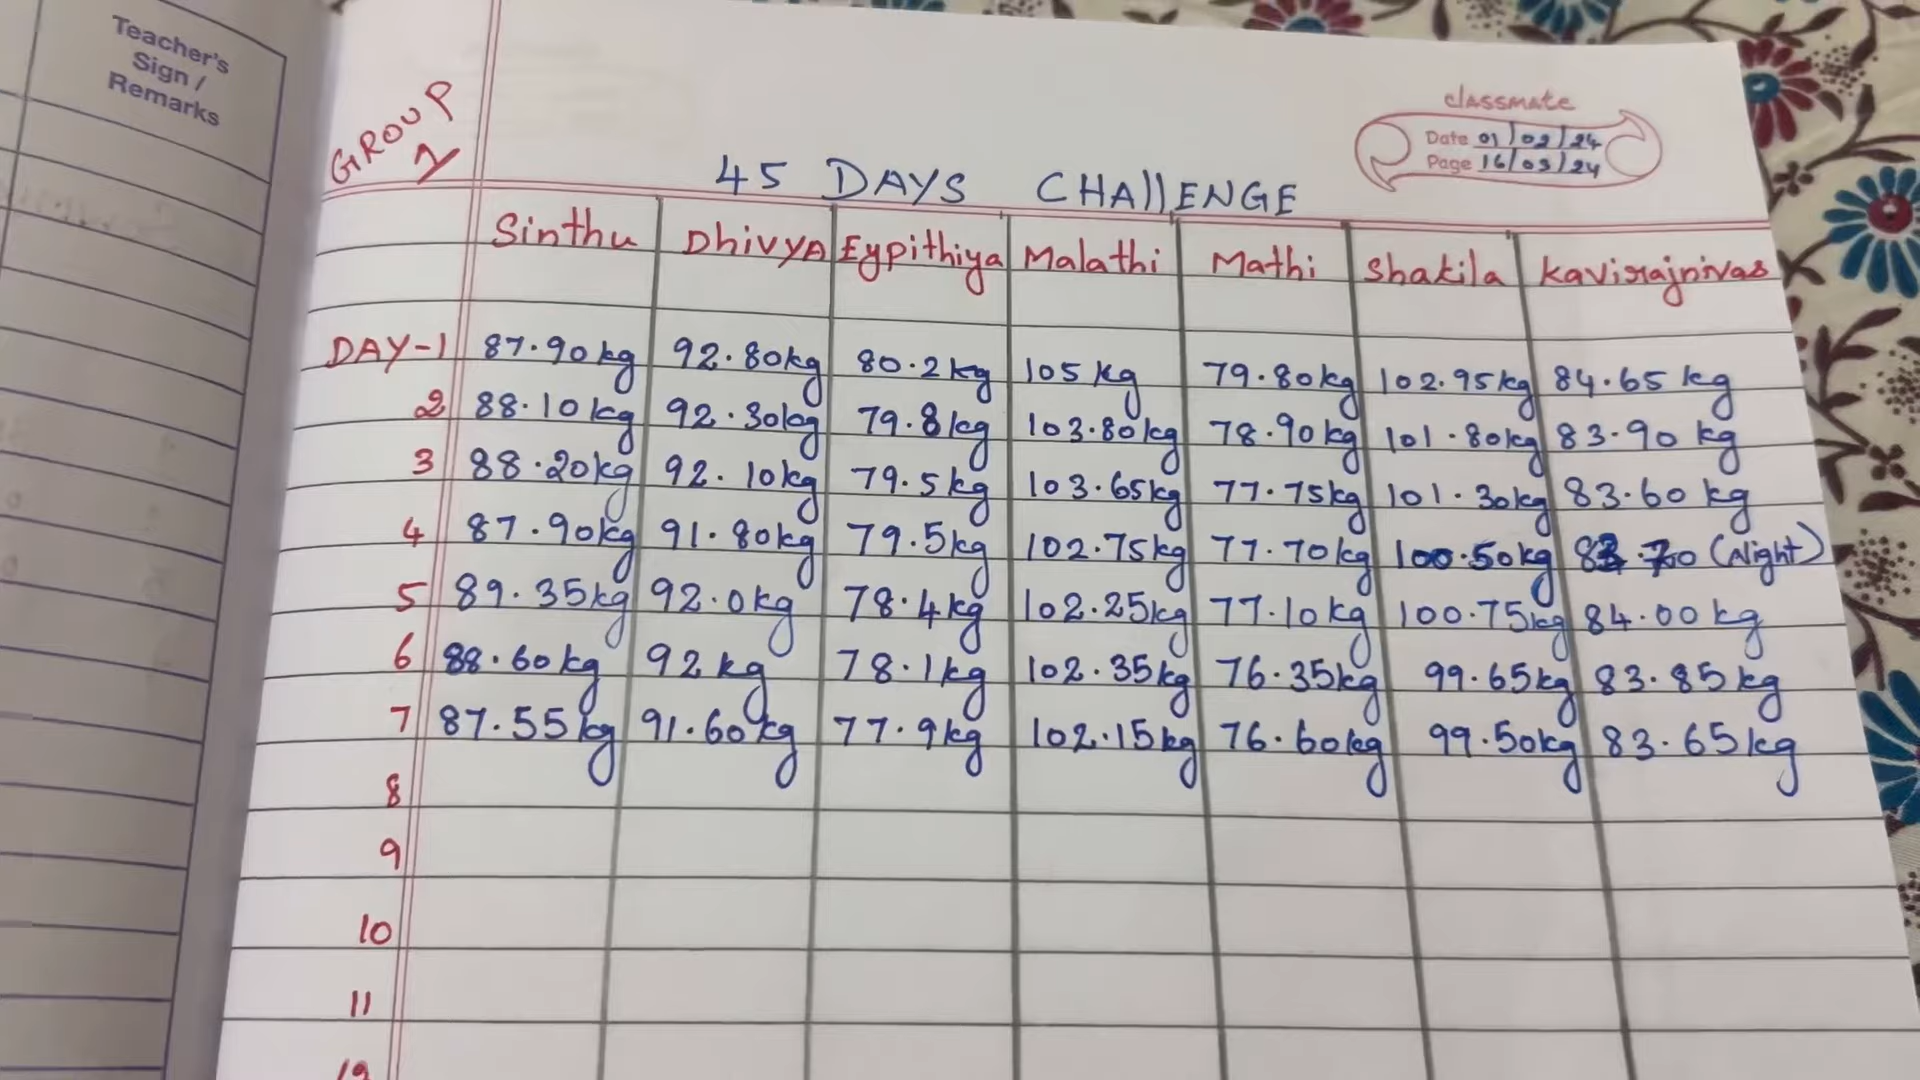 Teacher's
Sign /
Remarks
GROUP
1
classmate
Date 01/02/24
Page 16/03/24
45 DAYS CHAllENGE
Sinthu Dhivya Eypithiya Malathi Mathi Shakila Kavirajnivas
DAY-1 87.90kg 92.80kg 80.2kg 105kg 79.80kg 102.95kg 84.65kg
2 88.10kg 92.30kg 79.8kg 103.80kg 78.90kg 101.80kg 83.90kg
3 88.20kg 92.10kg 79.5kg 103.65kg 77.75kg 101.30kg 83.60kg
4 87.90kg 91.80kg 79.5kg 102.75kg 77.70kg 100.50kg (Night)
5 89.35kg 92.0kg 78.4kg 102.25kg 77.10kg 100.75kg 84.00kg
6 88.60kg 92kg 78.1kg 102.35kg 76.35kg 99.65kg 83.85kg
7 87.55kg 91.60kg 77.9kg 102.15kg 76.60kg 99.50kg 83.65kg
8
9
10
11